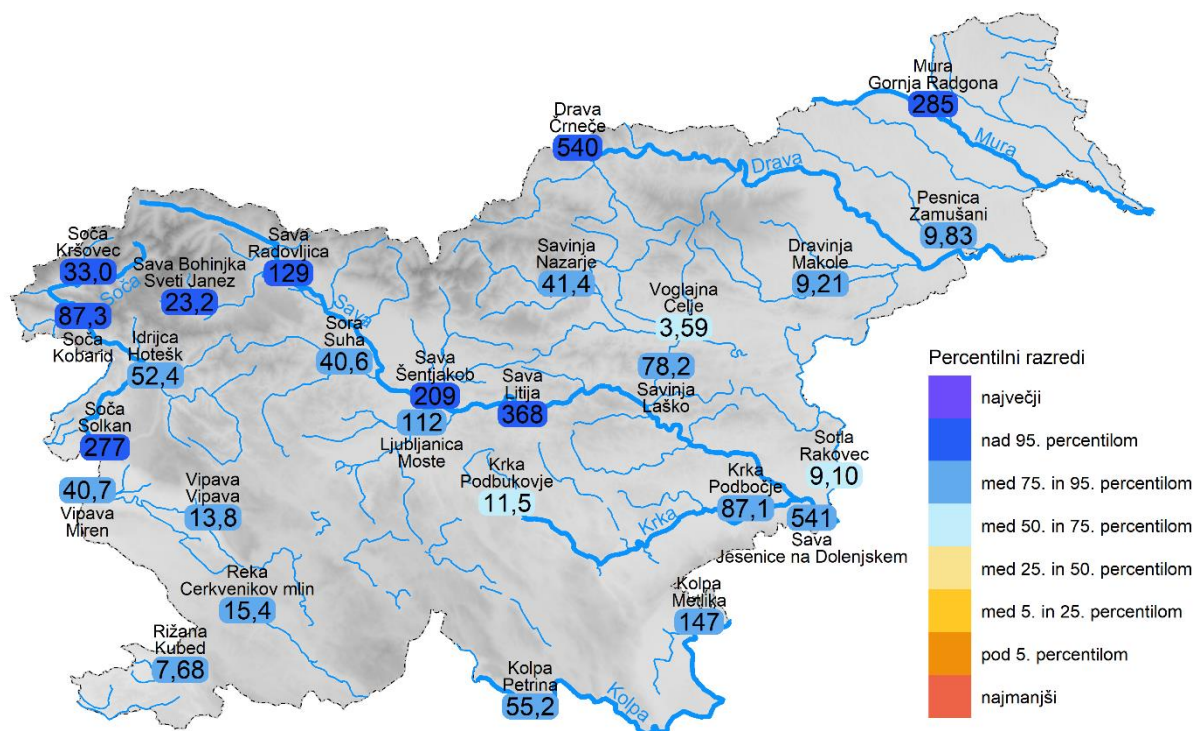 Mura
Gornja Radgona
285
Mura
Drava
Črneče
540
Drava
Pesnica
Zamušani
9,83
Soča
Kršovec
33,0
Soča
Sava Bohinjka
Sveti Janez
23,2
Sava
Radovljica
129
Sava
Savinja
Nazarje
41,4
Dravinja
Makole
9,21
Voglajna
Celje
3,59
87,3
Soča
Kobarid
Idrijca
Hotešk
52,4
Sora
Suha
40,6
Sava
Šentjakob
209
Sava
Litija
368
78,2
Savinja
Laško
112
Ljubljanica
Moste
Soča
Solkan
277
40,7
Vipava
Miren
Vipava
Vipava
13,8
Krka
Podbukovje
11,5
Krka
Krka
Podbočje
87,1
Sotla
Rakovec
9,10
541
Sava
Jesenice na Dolenjskem
Reka
Cerkvenikov mlin
15,4
Rižana
Kubed
7,68
Kolpa
Petrina
55,2
Kolpa
Kolpa
Metlika
147
Percentilni razredi
največji
nad 95. percentilom
med 75. in 95. percentilom
med 50. in 75. percentilom
med 25. in 50. percentilom
med 5. in 25. percentilom
pod 5. percentilom
najmanjši